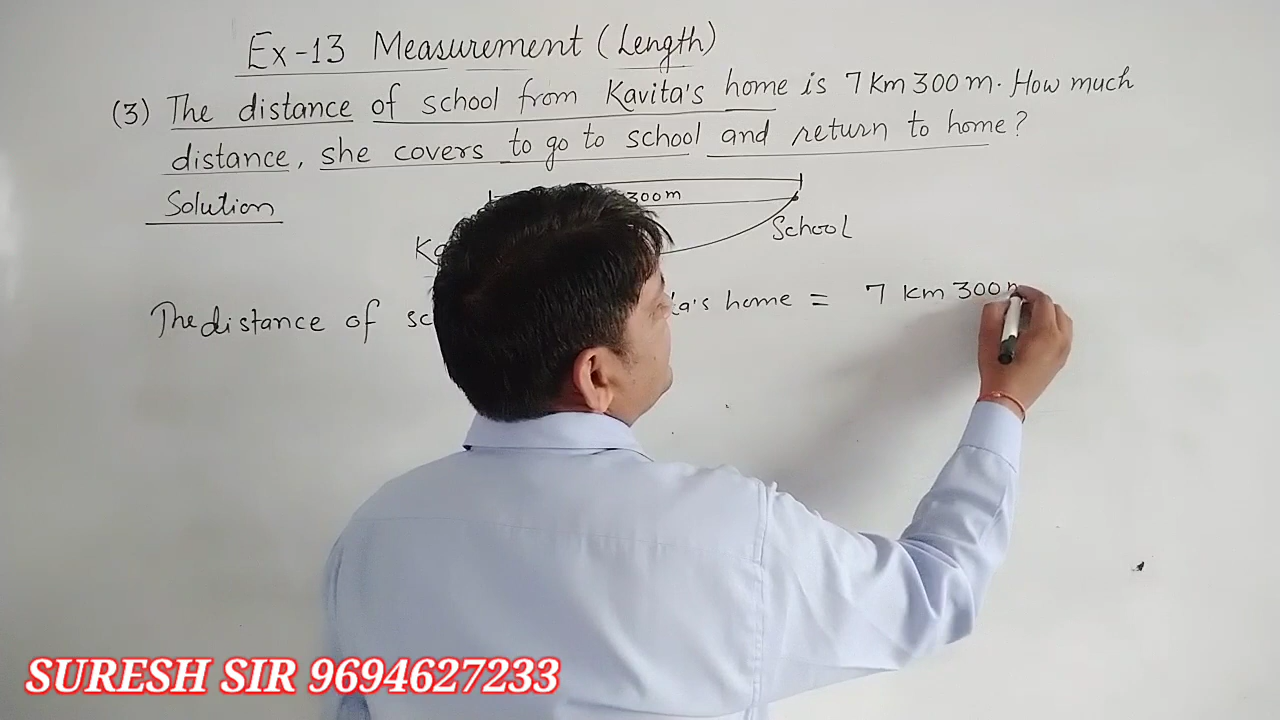 Ex-13 Measurement (Length)
(3) The distance of school from Kavita's home is 7 Km 300 m. How much
distance, she covers to go to school and return to home?
Solution
300m
School
The distance of home = 7 Km 300
SURESH SIR 9694627233